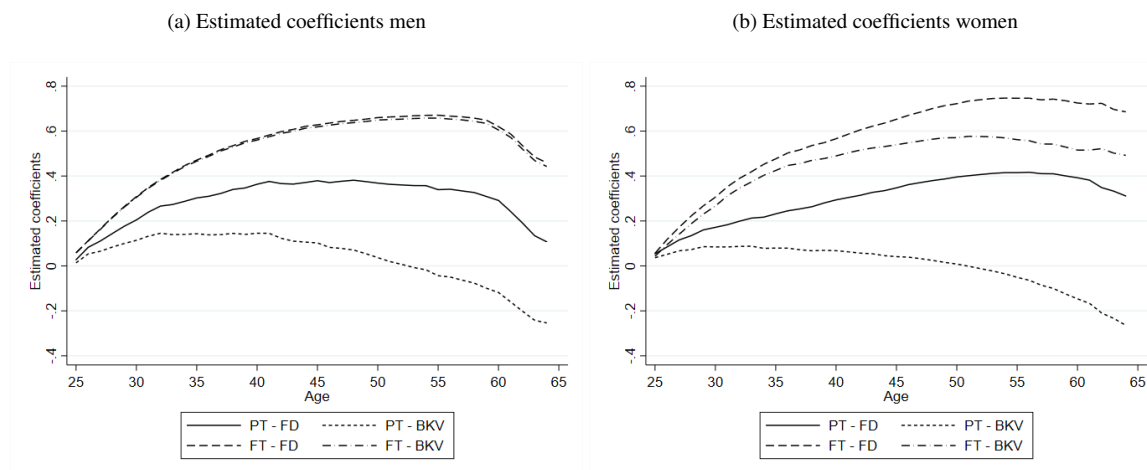 (a) Estimated coefficients men
Estimated coefficients
.8
.6
.4
.2
0
-.2
-.4
25 30 35 40 45 50 55 60 65
Age
PT - FD PT - BKV
FT - FD FT - BKV
(b) Estimated coefficients women
Estimated coefficients
.8
.6
.4
.2
0
-.2
-.4
25 30 35 40 45 50 55 60 65
Age
PT - FD PT - BKV
FT - FD FT - BKV